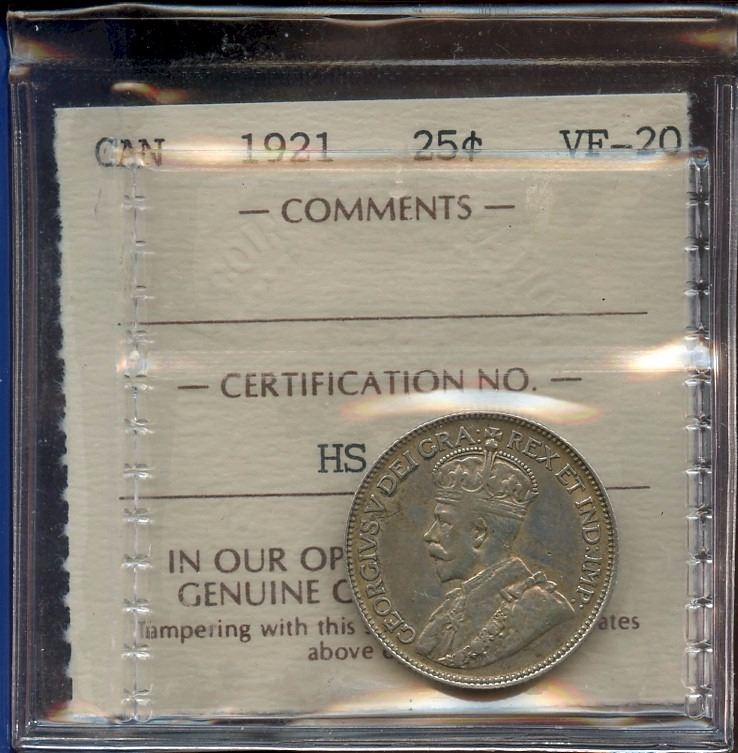 CAN 1921 25¢ VF-20
— COMMENTS —
— CERTIFICATION NO. —
HS
IN OUR OP
GENUINE C
Tampering with this ates
above
GEORGIVS V DEI GRA: REX ET IND: IMP: